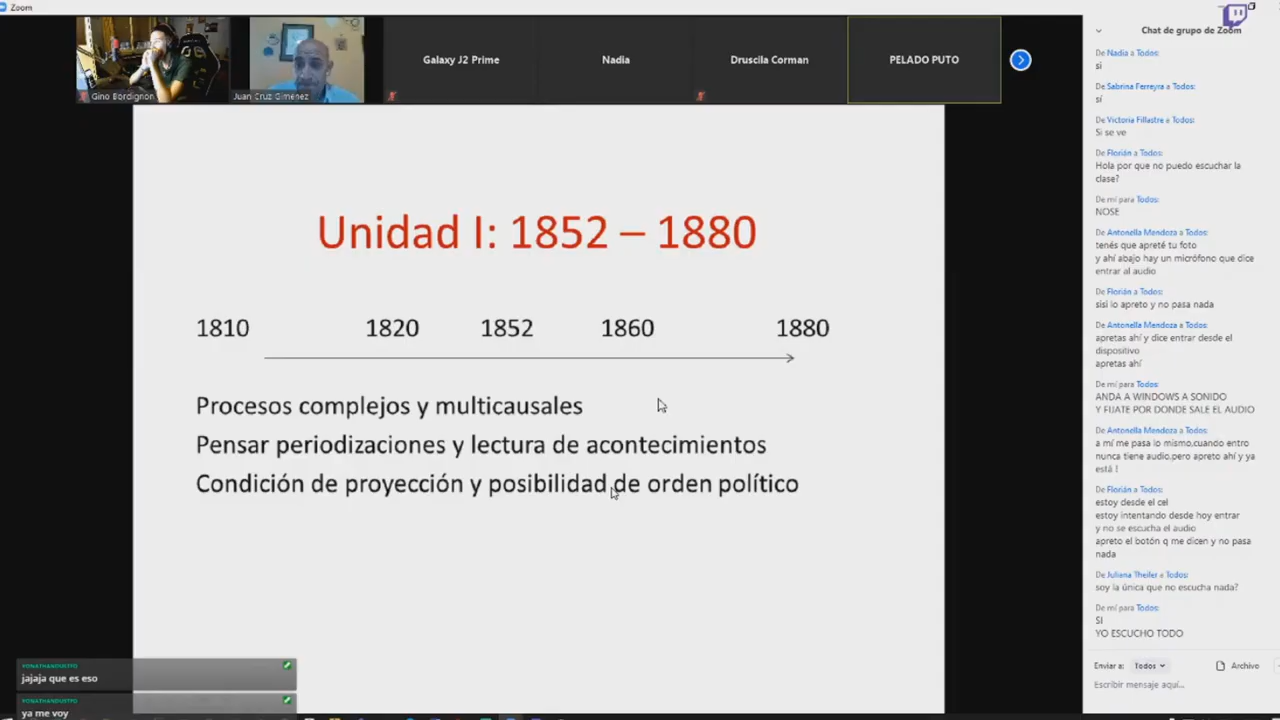 Zoom
Gino Bordignon
Juan Cruz Gimenez
Galaxy J2 Prime
Nadia
Druscila Corman
PELADO PUTO
Unidad I: 1852 – 1880
1810 1820 1852 1860 1880
Procesos complejos y multicausales
Pensar periodizaciones y lectura de acontecimientos
Condición de proyección y posibilidad de orden político
Chat de grupo de Zoom
De Nadia a Todos:
si
De Sabrina Ferreyra a Todos:
sí
De Victoria Fillastre a Todos:
Si se ve
De Florián a Todos:
Hola por que no puedo escuchar la
clase?
De mí para Todos:
NOSE
De Antonella Mendoza a Todos:
tenés que apreté tu foto
y ahí abajo hay un micrófono que dice
entrar al audio
De Florián a Todos:
sisi lo apreto y no pasa nada
De Antonella Mendoza a Todos:
apretas ahí y dice entrar desde el
dispositivo
apretas ahí
De mí para Todos:
ANDA A WINDOWS A SONIDO
Y FIJATE POR DONDE SALE EL AUDIO
De Antonella Mendoza a Todos:
a mí me pasa lo mismo,cuando entro
nunca tiene audio,pero apreto ahí y ya
está !
De Florián a Todos:
estoy desde el cel
estoy intentando desde hoy entrar
y no se escucha el audio
apreto el botón q me dicen y no pasa
nada
De Juliana Theiler a Todos:
soy la única que no escucha nada?
De mí para Todos:
SI
YO ESCUCHO TODO
Enviar a: Todos
Archivo
Escribir mensaje aquí...
jajaja que es eso
ya me voy